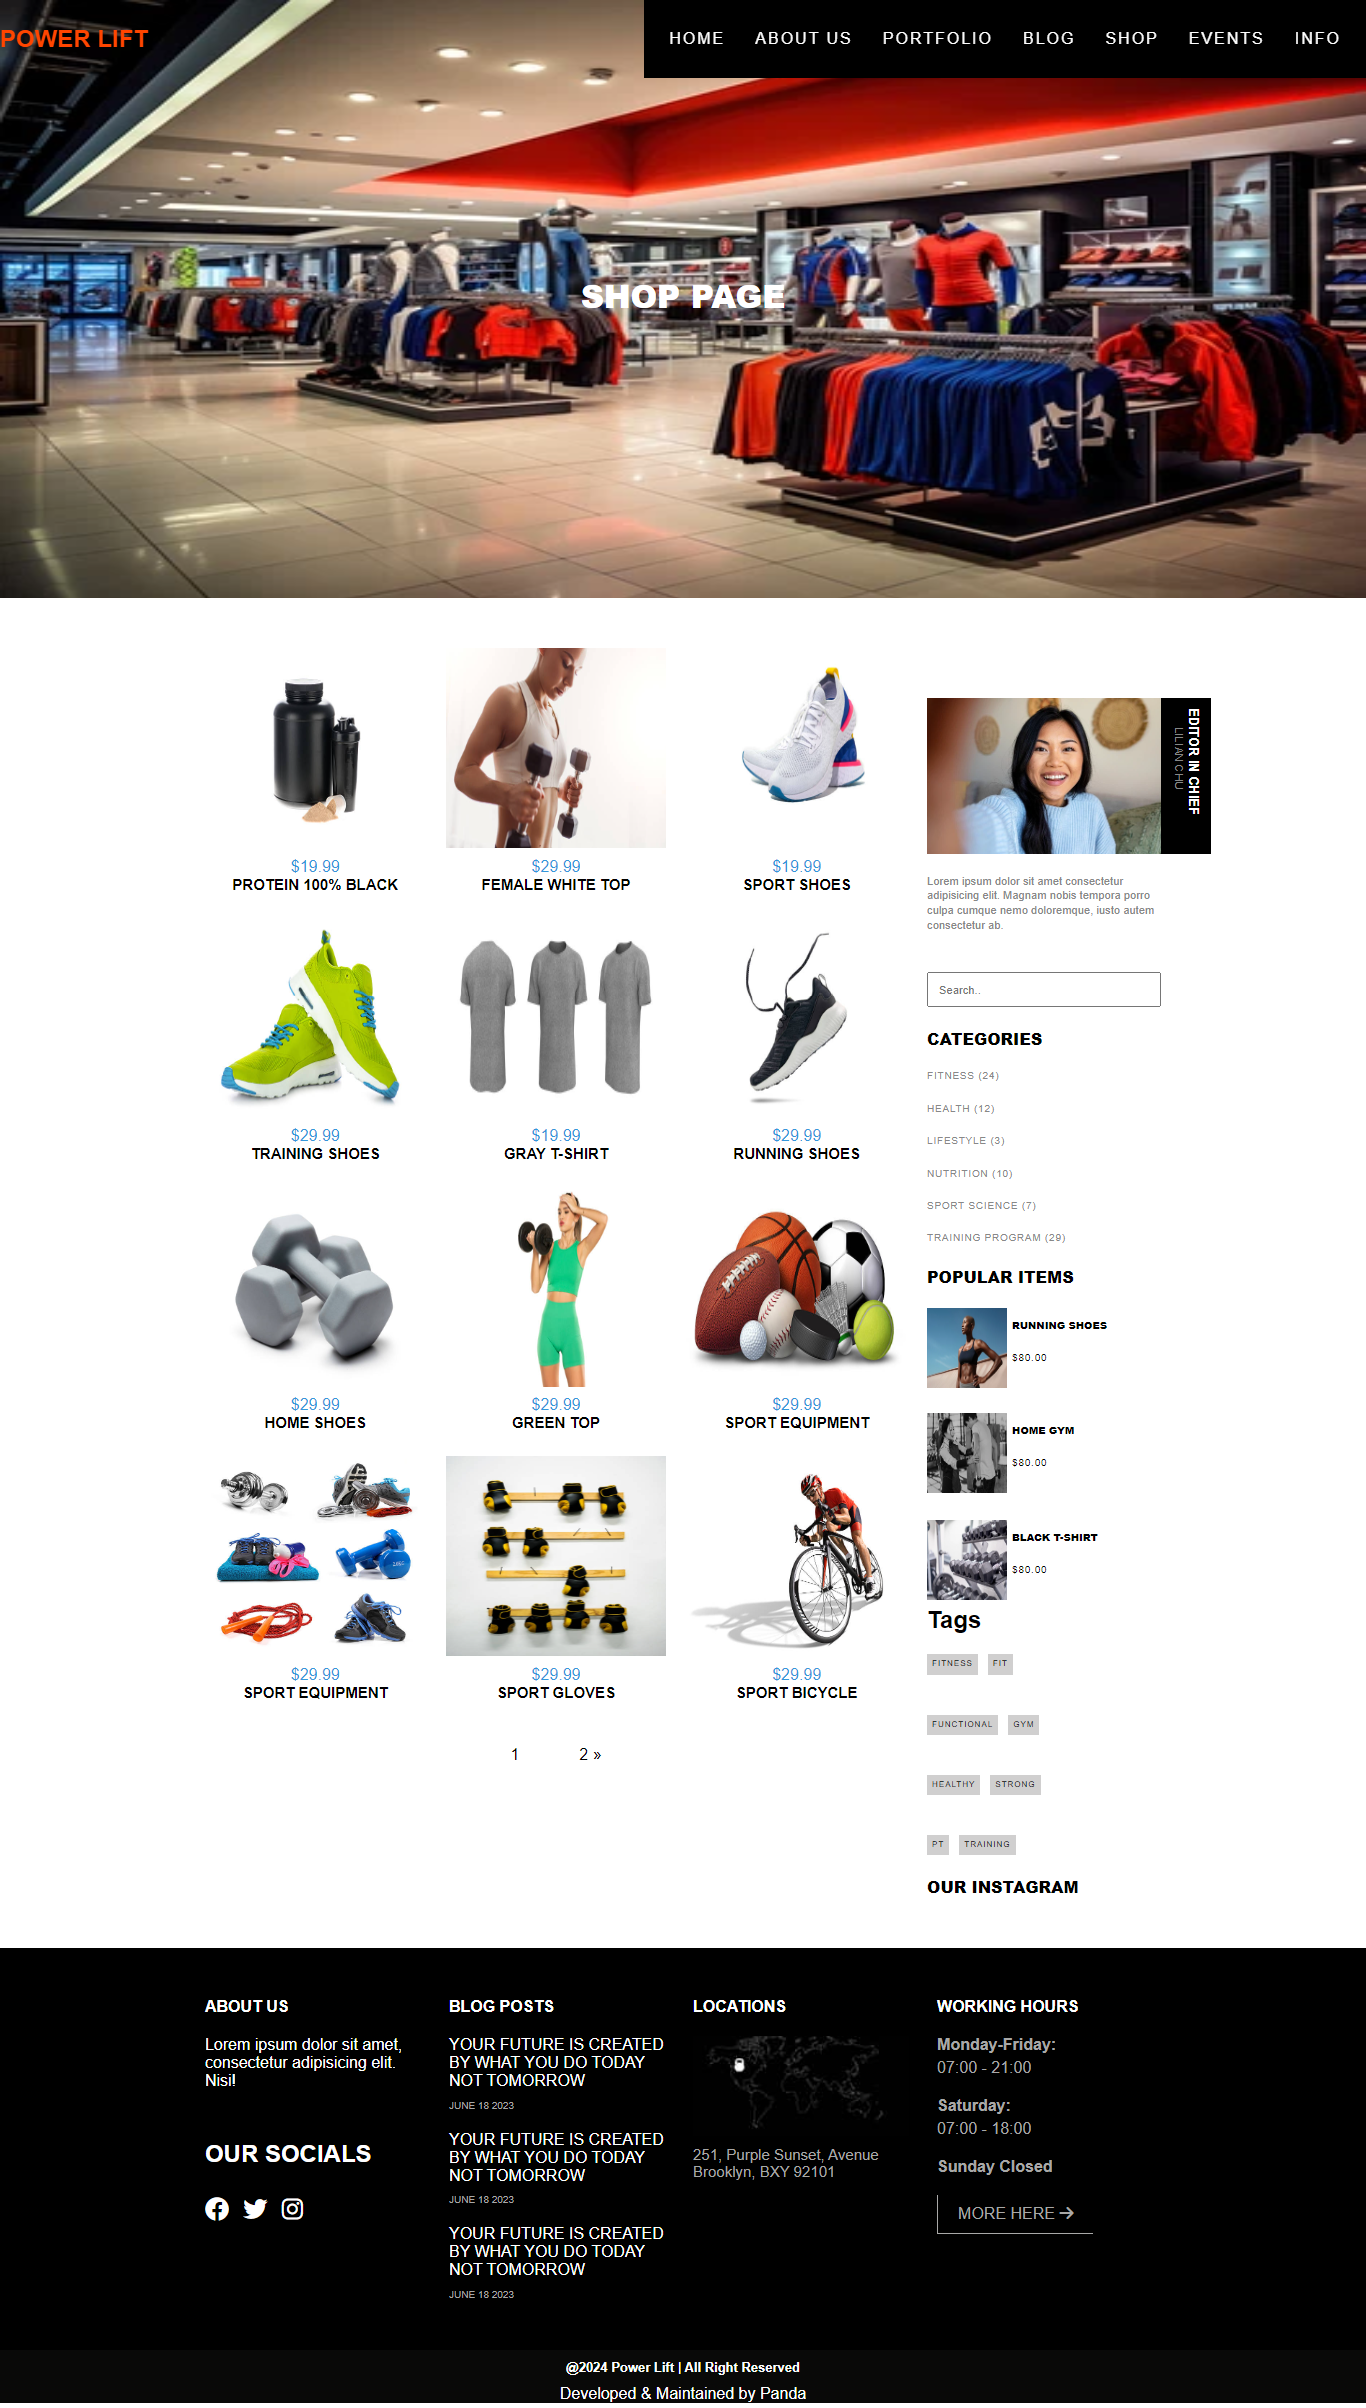 POWER LIFT
HOME ABOUT US PORTFOLIO BLOG SHOP EVENTS INFO
SHOP PAGE
$19.99
PROTEIN 100% BLACK
$29.99
FEMALE WHITE TOP
$19.99
SPORT SHOES
$29.99
TRAINING SHOES
$19.99
GRAY T-SHIRT
$29.99
RUNNING SHOES
$29.99
HOME SHOES
$29.99
GREEN TOP
$29.99
SPORT EQUIPMENT
$29.99
SPORT EQUIPMENT
$29.99
SPORT GLOVES
$29.99
SPORT BICYCLE
1 2 »
EDITOR IN CHIEF
LILIAN CHU
Lorem ipsum dolor sit amet consectetur
adipisicing elit. Magnam nobis tempora porro
culpa cumque nemo doloremque, iusto autem
consectetur ab.
Search..
CATEGORIES
FITNESS (24)
HEALTH (12)
LIFESTYLE (3)
NUTRITION (10)
SPORT SCIENCE (7)
TRAINING PROGRAM (29)
POPULAR ITEMS
RUNNING SHOES
$80.00
HOME GYM
$80.00
BLACK T-SHIRT
$80.00
Tags
FITNESS FIT
FUNCTIONAL GYM
HEALTHY STRONG
PT TRAINING
OUR INSTAGRAM
ABOUT US
Lorem ipsum dolor sit amet,
consectetur adipisicing elit.
Nisi!
OUR SOCIALS
BLOG POSTS
YOUR FUTURE IS CREATED
BY WHAT YOU DO TODAY
NOT TOMORROW
JUNE 18 2023
YOUR FUTURE IS CREATED
BY WHAT YOU DO TODAY
NOT TOMORROW
JUNE 18 2023
YOUR FUTURE IS CREATED
BY WHAT YOU DO TODAY
NOT TOMORROW
JUNE 18 2023
LOCATIONS
251, Purple Sunset, Avenue
Brooklyn, BXY 92101
WORKING HOURS
Monday-Friday:
07:00 - 21:00
Saturday:
07:00 - 18:00
Sunday Closed
MORE HERE →
@2024 Power Lift | All Right Reserved
Developed & Maintained by Panda